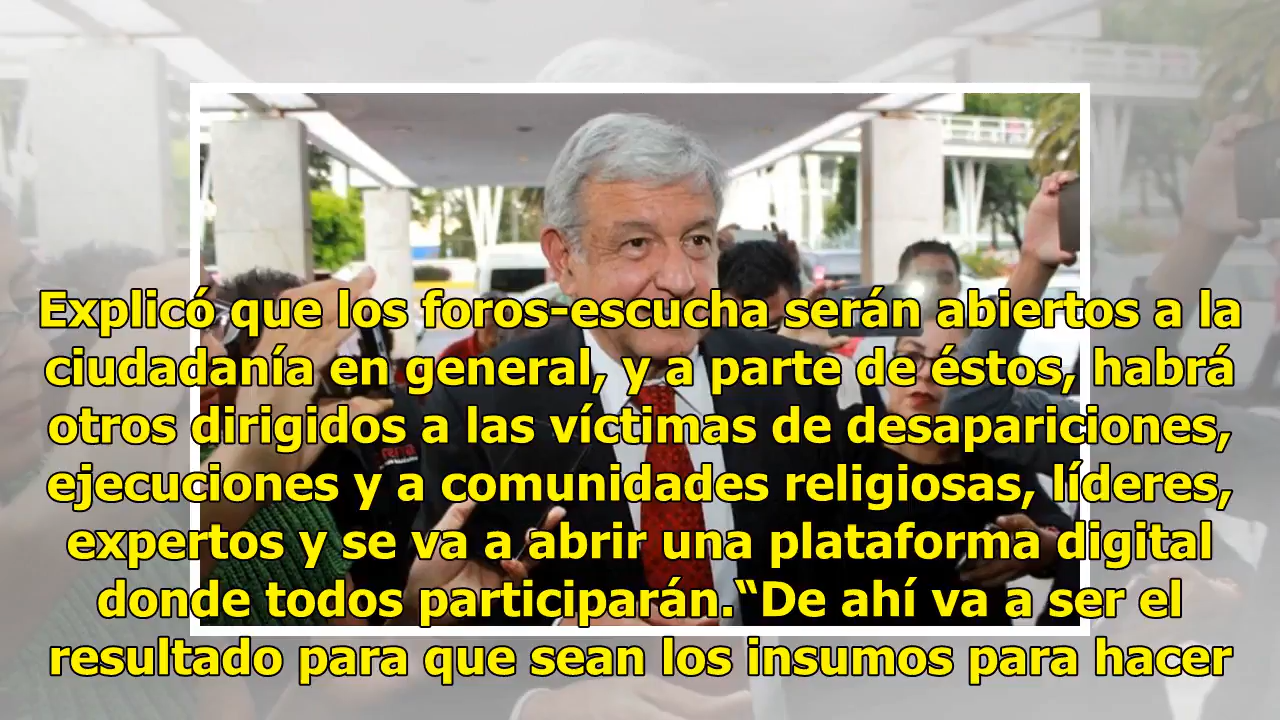 Explicó que los foros-escucha serán abiertos a la
ciudadanía en general, y a parte de éstos, habrá
otros dirigidos a las víctimas de desapariciones,
ejecuciones y a comunidades religiosas, líderes,
expertos y se va a abrir una plataforma digital
donde todos participarán.“De ahí va a ser el
resultado para que sean los insumos para hacer